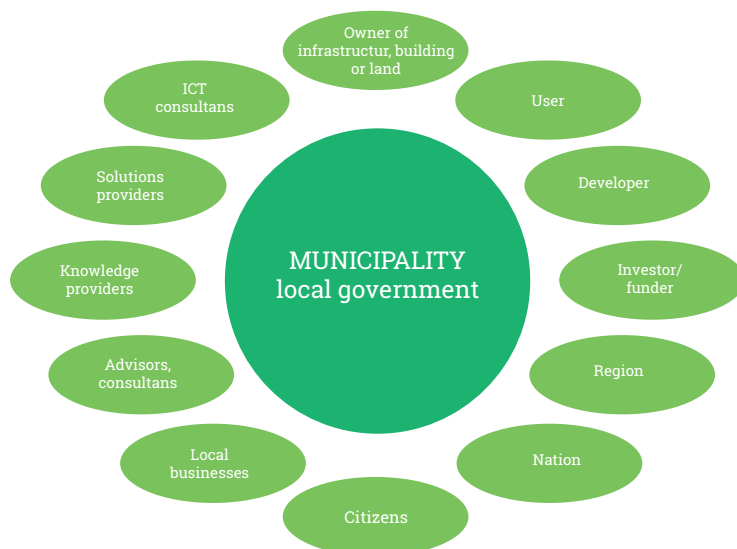 Owner of
infrastructur, building
or land
ICT
consultans
User
Solutions
providers
Developer
MUNICIPALITY
local government
Knowledge
providers
Investor/
funder
Advisors,
consultans
Region
Local
businesses
Nation
Citizens